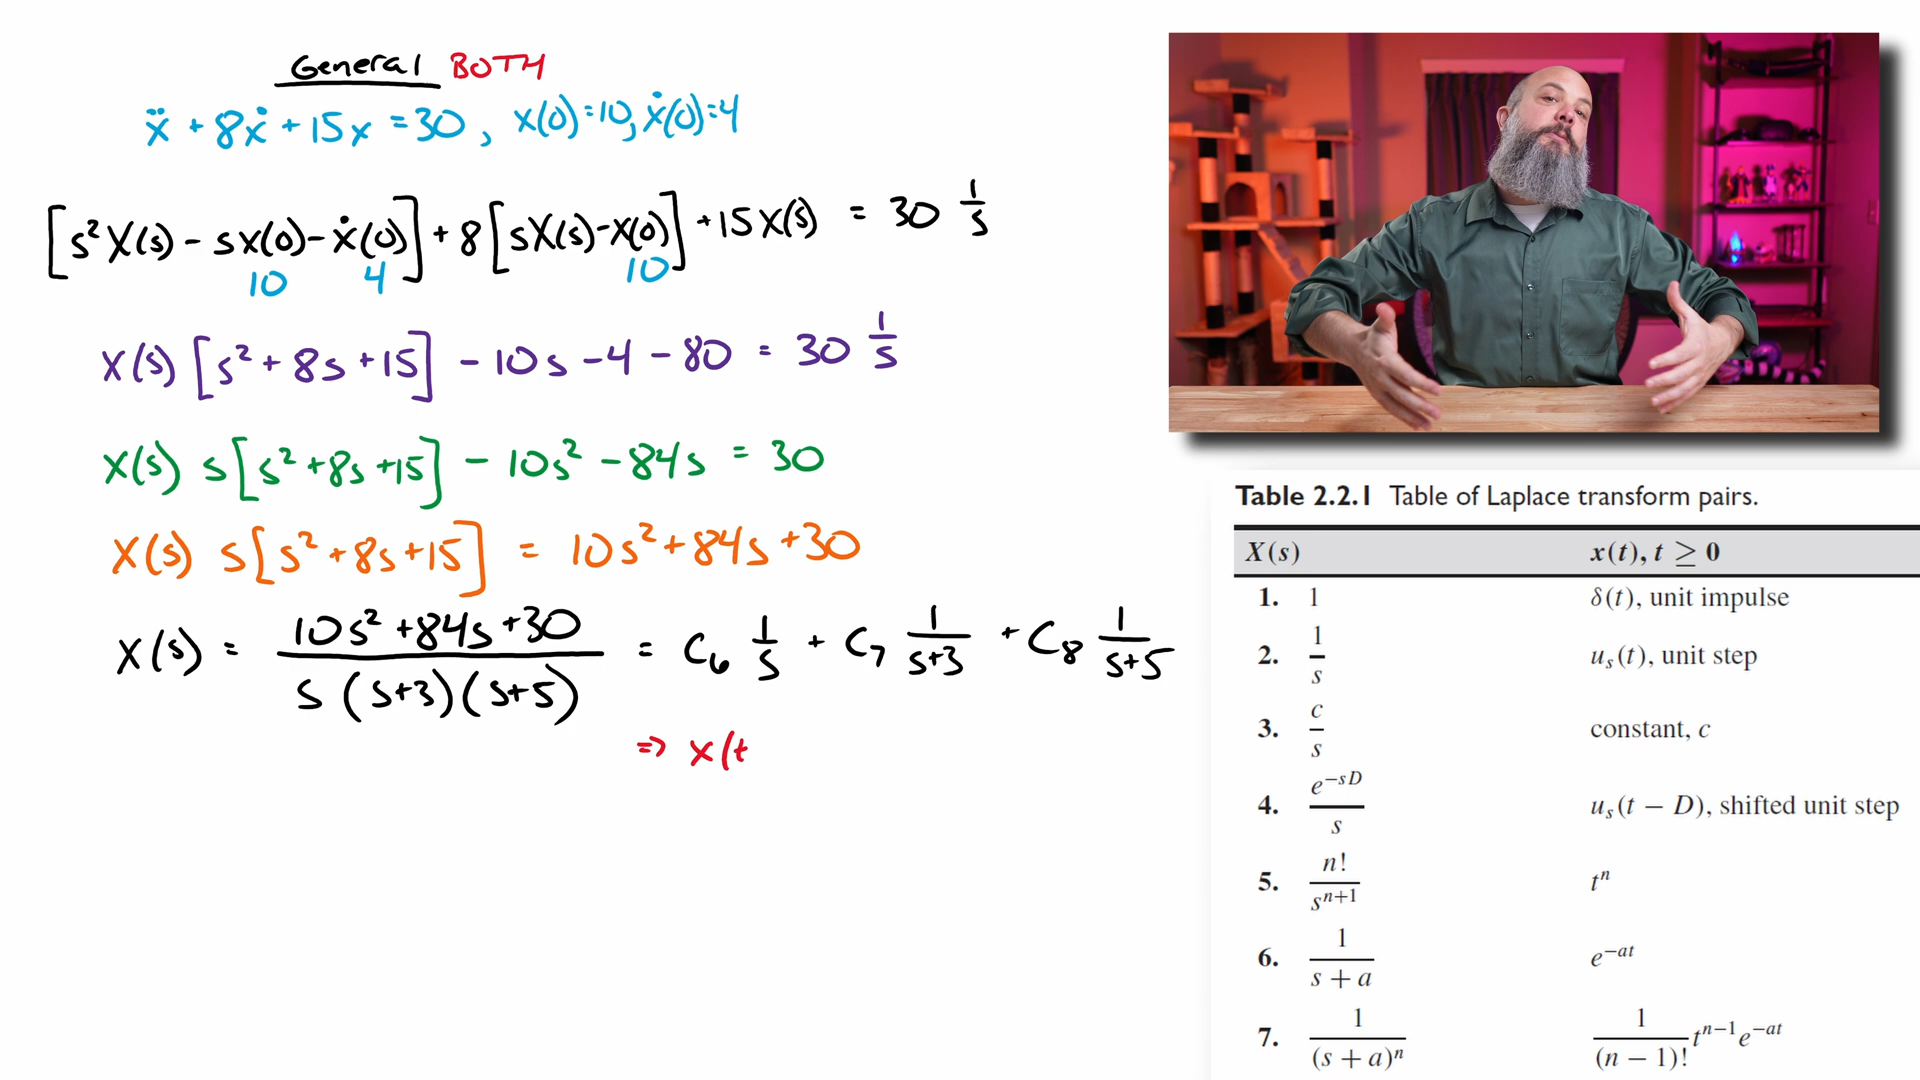 General BOTH
ẍ + 8ẋ + 15x = 30, x(0)=10, ẋ(0)=4
[s²X(s) - sx(0) - ẋ(0)] + 8[sX(s) - x(0)] + 15X(s) = 30 1/s
10 4 10
X(s) [s² + 8s + 15] - 10s - 4 - 80 = 30 1/s
X(s) s[s² + 8s + 15] - 10s² - 84s = 30
X(s) s[s² + 8s + 15] = 10s² + 84s + 30
X(s) = (10s² + 84s + 30)/(s(s+3)(s+5)) = C₆ 1/s + C₇ 1/(s+3) + C₈ 1/(s+5)
⇒ x(t
Table 2.2.1 Table of Laplace transform pairs.
X(s) x(t), t ≥ 0
1. 1 δ(t), unit impulse
2. 1/s uₛ(t), unit step
3. c/s constant, c
4. e^(−sD)/s uₛ(t − D), shifted unit step
5. n!/s^(n+1) tⁿ
6. 1/(s + a) e^(−at)
7. 1/(s + a)ⁿ 1/(n − 1)! t^(n−1)e^(−at)